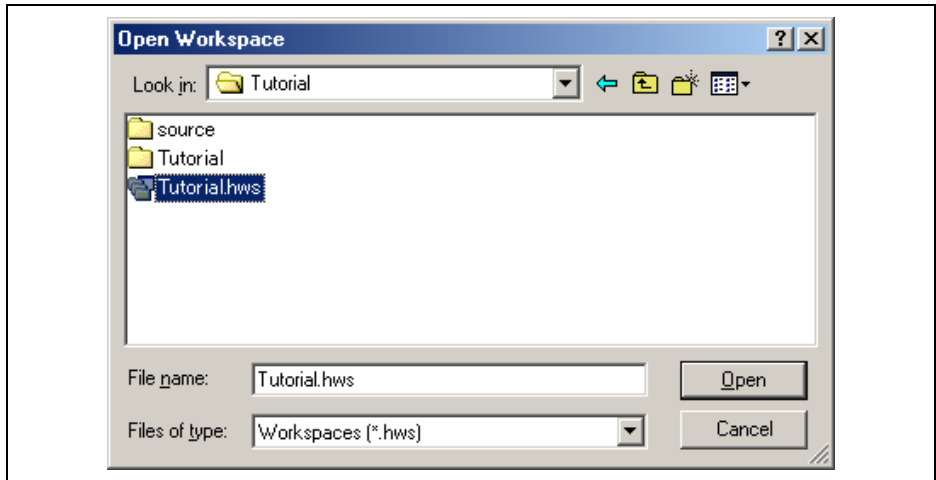 Open Workspace
Look in: Tutorial
source
Tutorial
Tutorial.hws
File name: Tutorial.hws
Open
Files of type: Workspaces (*.hws)
Cancel